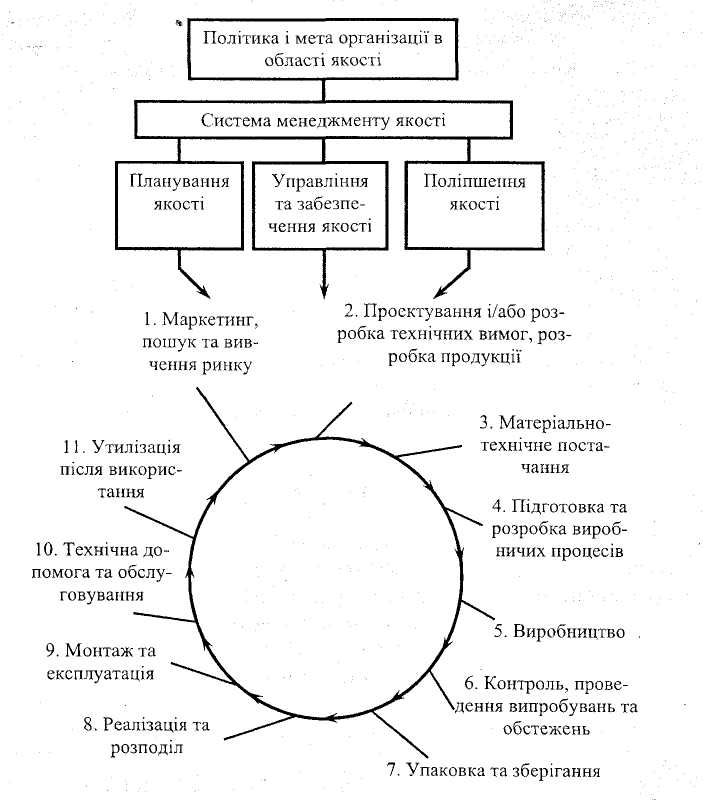 Політика і мета організації в
області якості
Система менеджменту якості
Планування
якості
Управління
та забезпе-
чення якості
Поліпшення
якості
1. Маркетинг,
пошук та вив-
чення ринку
2. Проектування і/або роз-
робка технічних вимог, роз-
робка продукції
3. Матеріально-
технічне поста-
чання
4. Підготовка та
розробка вироб-
ничих процесів
5. Виробництво
6. Контроль, прове-
дення випробувань та
обстежень
7. Упаковка та зберігання
8. Реалізація та
розподіл
9. Монтаж та
експлуатація
10. Технічна до-
помога та обслу-
говування
11. Утилізація
після викорис-
тання